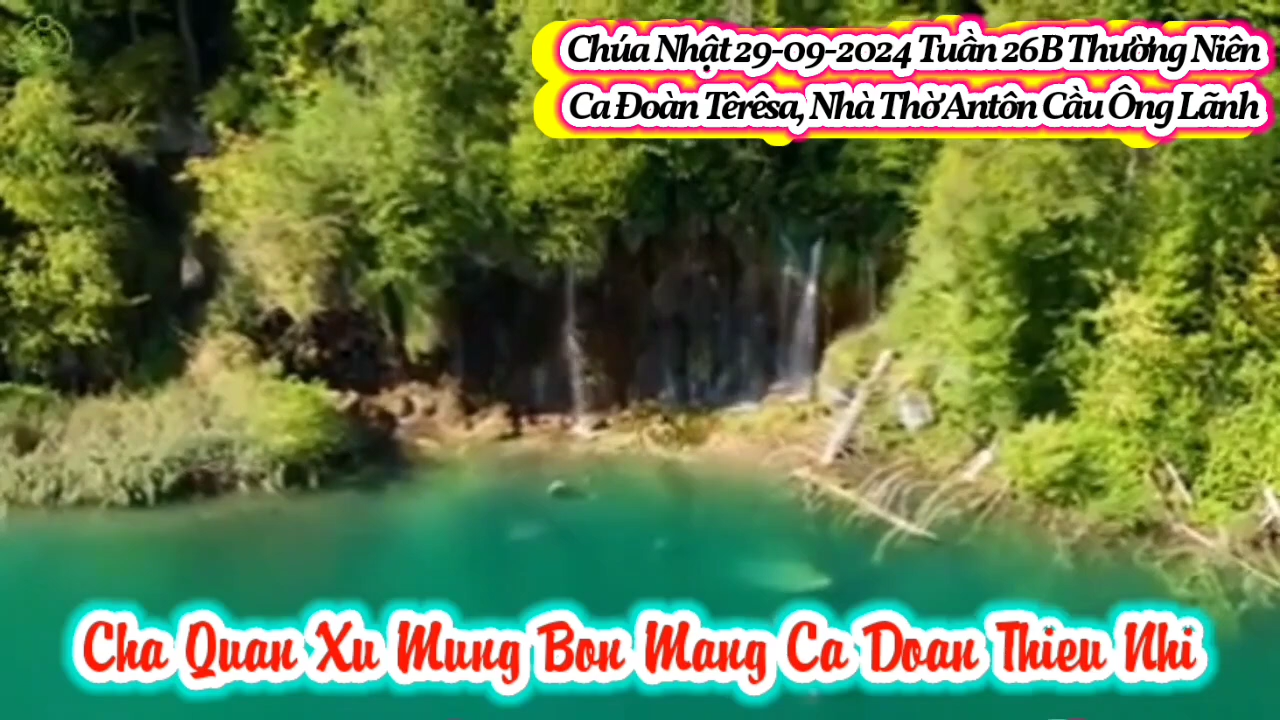 Chúa Nhật 29-09-2024 Tuần 26B Thường Niên
Ca Đoàn Têrêsa, Nhà Thờ Antôn Cầu Ông Lãnh
Cha Quan Xu Mung Bon Mang Ca Doan Thieu Nhi